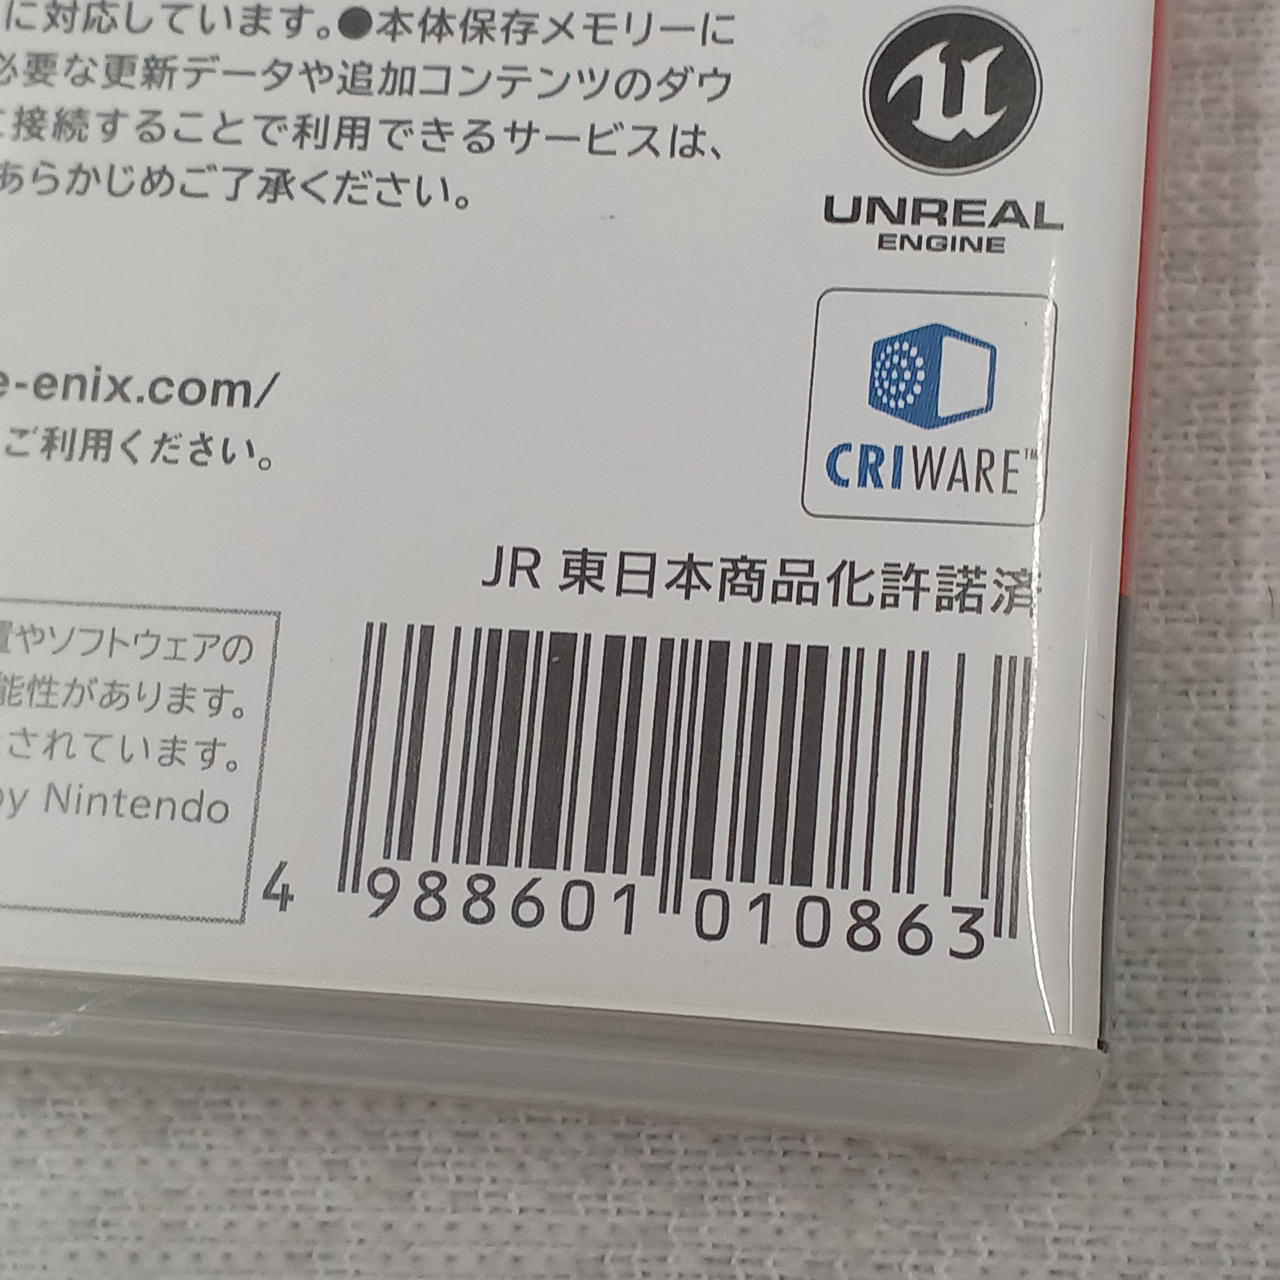 に対応しています。●本体保存メモリーに
必要な更新データや追加コンテンツのダウ
接続することで利用できるサービスは、
あらかじめご了承ください。
UNREAL
ENGINE
e-enix.com/
ご利用ください。
CRIWARE™
JR 東日本商品化許諾済
置やソフトウェアの
能性があります。
されています。
by Nintendo
4 988601 010863